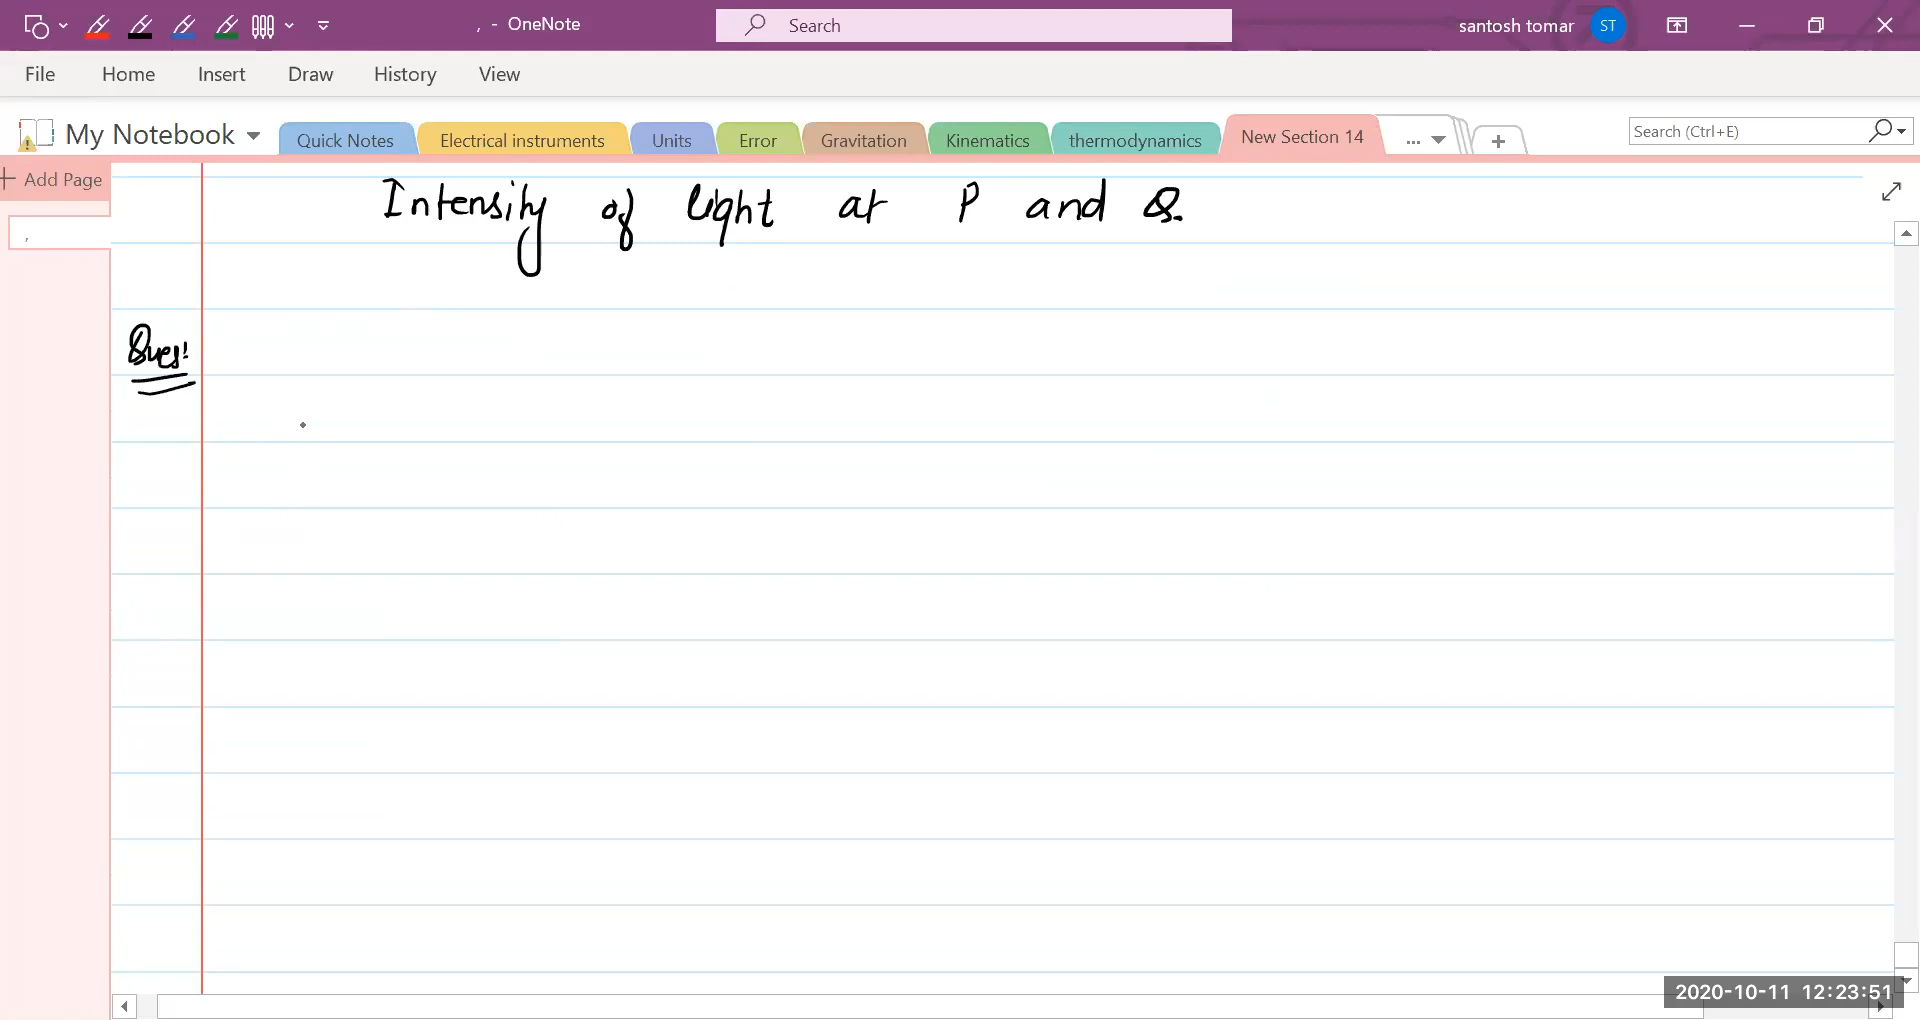 , - OneNote
Search
santosh tomar ST
File Home Insert Draw History View
My Notebook
Quick Notes Electrical instruments Units Error Gravitation Kinematics thermodynamics New Section 14 ...
Search (Ctrl+E)
Add Page
,
Intensity of light at P and Q.
Ques:
2020-10-11 12:23:51